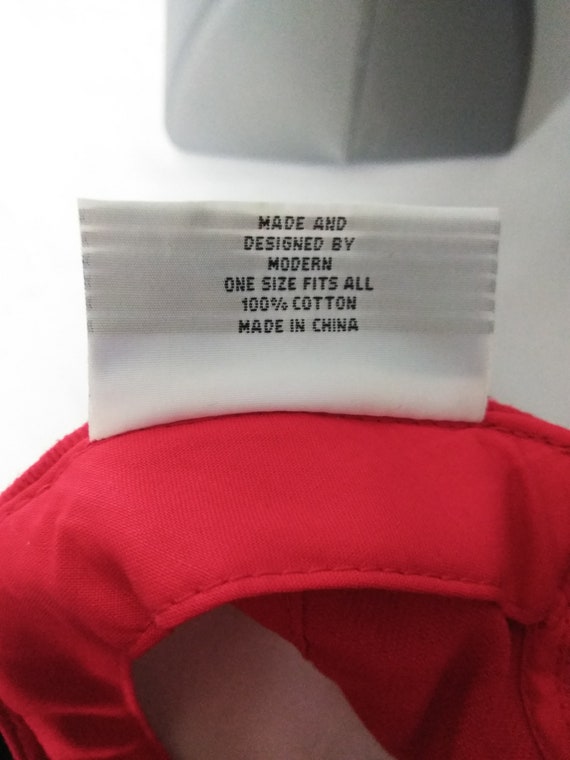 MADE AND
DESIGNED BY
MODERN
ONE SIZE FITS ALL
100% COTTON
MADE IN CHINA